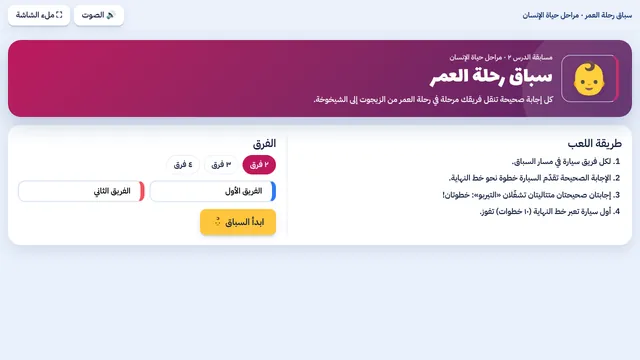 سباق رحلة العمر · مراحل حياة الإنسان
الصوت
ملء الشاشة
مسابقة الدرس ٢ · مراحل حياة الإنسان
سباق رحلة العمر
كل إجابة صحيحة تنقل فريقك مرحلة في رحلة العمر من الزيجوت إلى الشيخوخة.
طريقة اللعب
1. لكل فريق سيارة في مسار السباق.
2. الإجابة الصحيحة تقدّم السيارة خطوة نحو خط النهاية.
3. إجابتان صحيحتان متتاليتان تشغّلان «التيربو»: خطوتان!
4. أول سيارة تعبر خط النهاية (١٠ خطوات) تفوز.
الفرق
٢ فرق
٣ فرق
٤ فرق
الفريق الأول
الفريق الثاني
ابدأ السباق